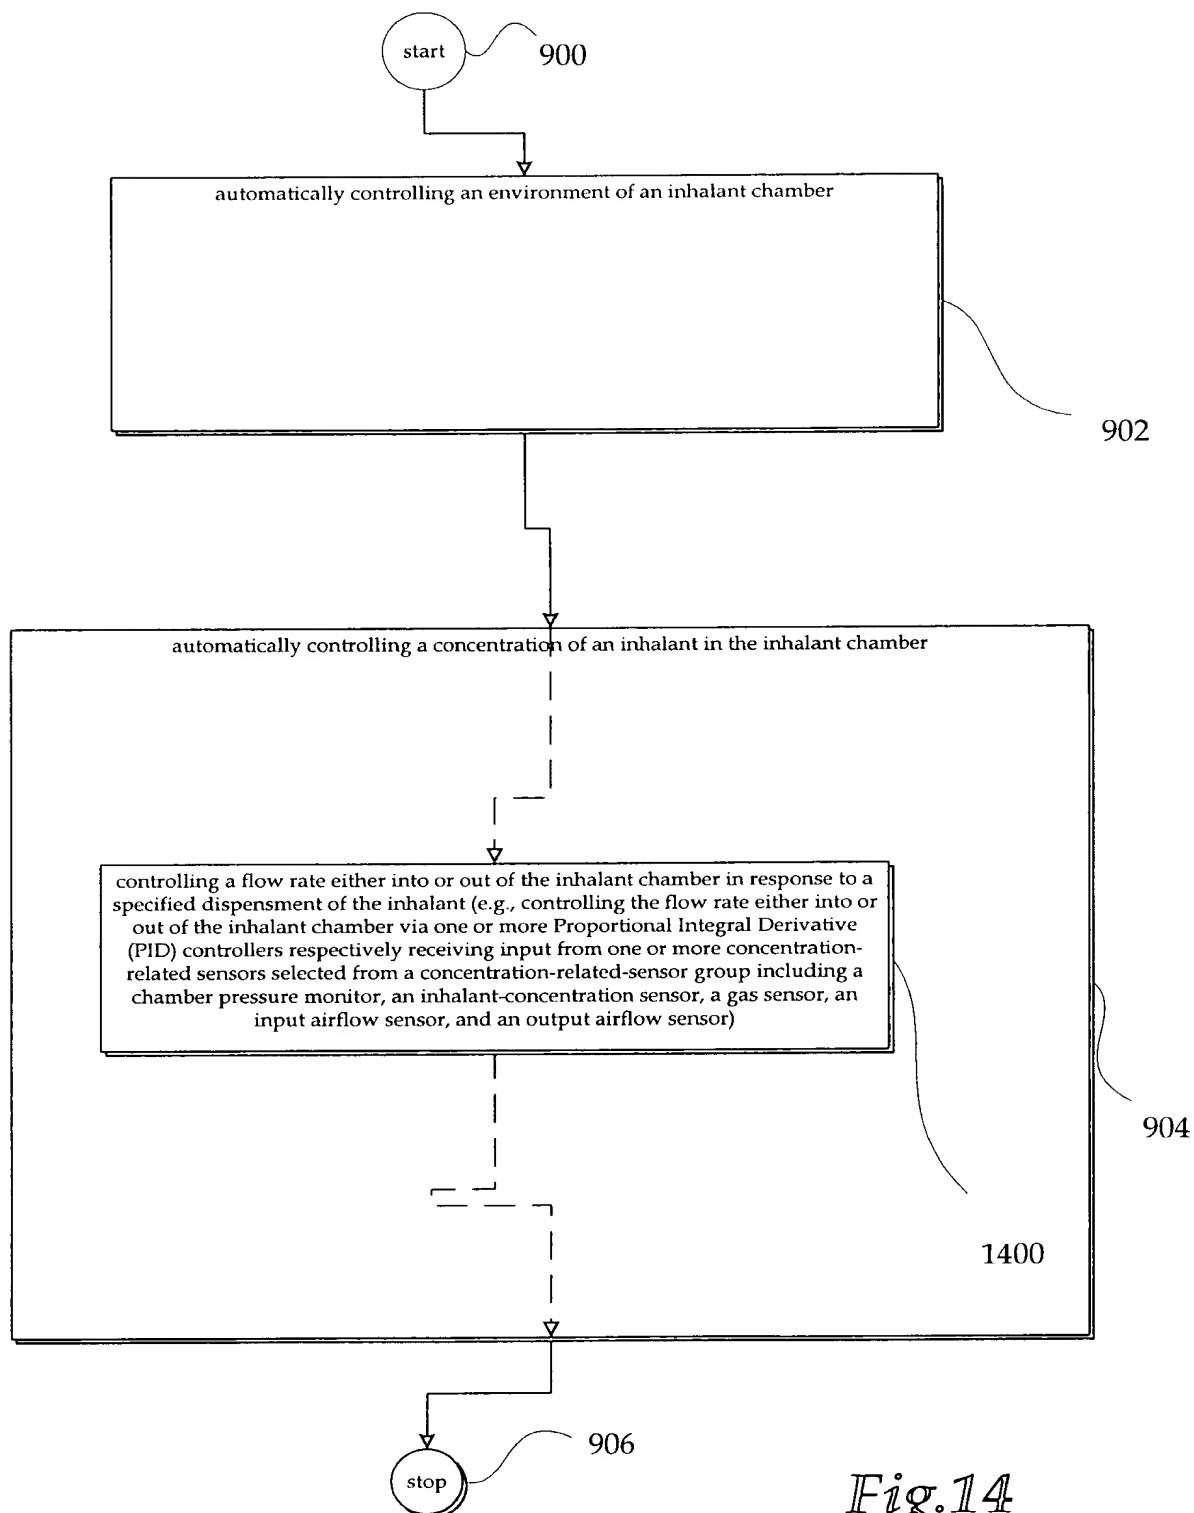 start
900
automatically controlling an environment of an inhalant chamber
902
automatically controlling a concentration of an inhalant in the inhalant chamber
controlling a flow rate either into or out of the inhalant chamber in response to a
specified dispensment of the inhalant (e.g., controlling the flow rate either into or
out of the inhalant chamber via one or more Proportional Integral Derivative
(PID) controllers respectively receiving input from one or more concentration-
related sensors selected from a concentration-related-sensor group including a
chamber pressure monitor, an inhalant-concentration sensor, a gas sensor, an
input airflow sensor, and an output airflow sensor)
904
1400
906
stop
Fig.14